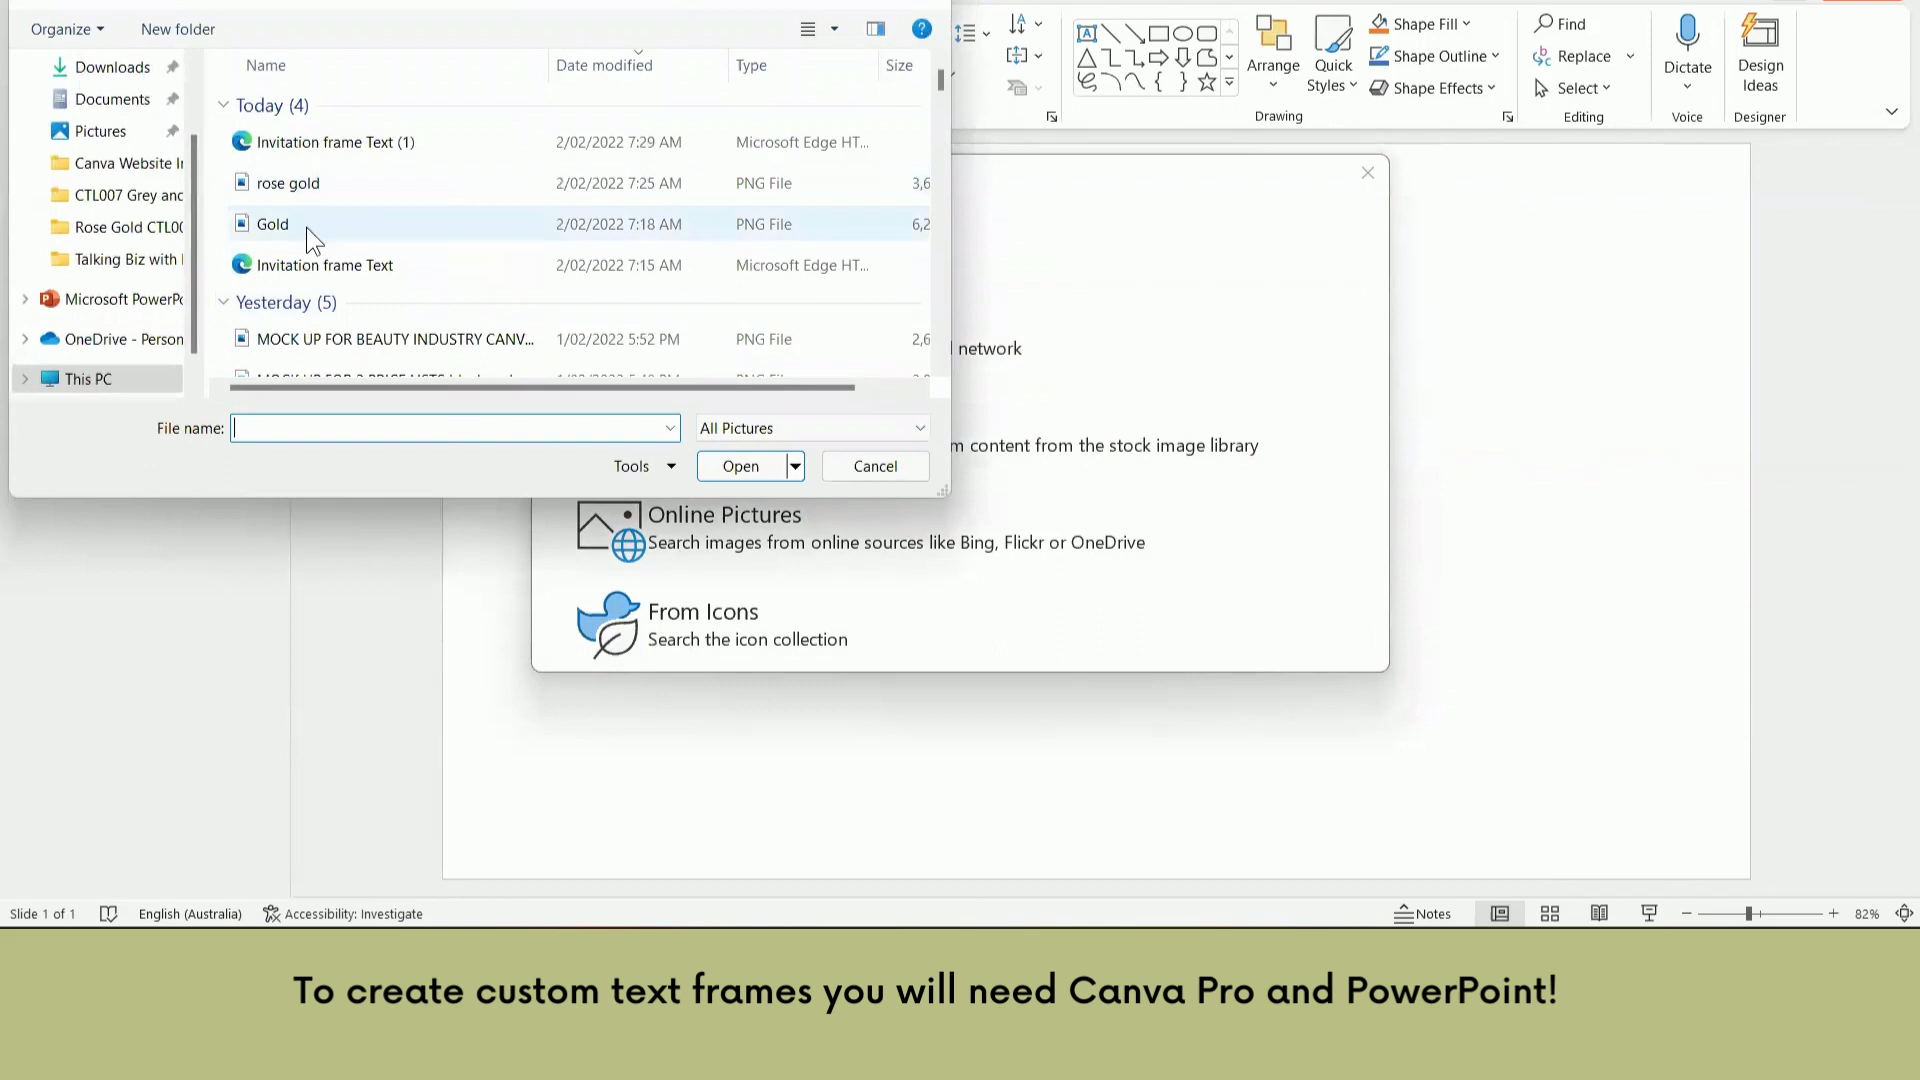 Organize
New folder
Shape Fill
Shape Outline
Shape Effects
Arrange
Quick
Styles
Find
Replace
Select
Dictate
Design
Ideas
Drawing
Editing
Voice
Designer
Downloads
Documents
Pictures
Canva Website
CTL007 Grey and
Rose Gold
Talking Biz with
Microsoft
OneDrive -
This PC
Name Date modified Type Size
Today (4)
Invitation frame Text (1) 2/02/2022 7:29 AM Microsoft Edge HT...
rose gold 2/02/2022 7:25 AM PNG File 3,6
Gold 2/02/2022 7:18 AM PNG File 6,2
Invitation frame Text 2/02/2022 7:15 AM Microsoft Edge HT...
Yesterday (5)
MOCK UP FOR BEAUTY INDUSTRY CANV... 1/02/2022 5:52 PM PNG File 2,6
File name:
All Pictures
Tools
Open
Cancel
network
content from the stock image library
Online Pictures
Search images from online sources like Bing, Flickr or OneDrive
From Icons
Search the icon collection
Slide 1 of 1
English (Australia)
Accessibility: Investigate
Notes
82%
To create custom text frames you will need Canva Pro and PowerPoint!